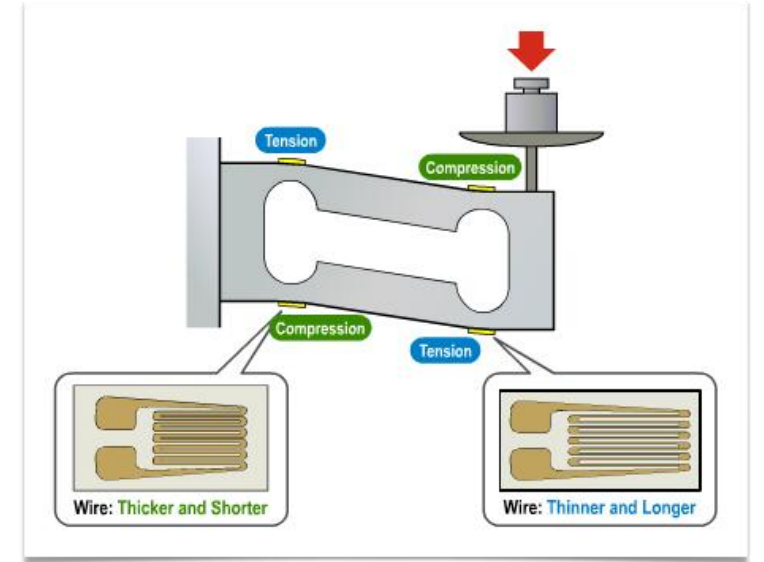 Tension
Compression
Compression
Tension
Wire: Thicker and Shorter
Wire: Thinner and Longer